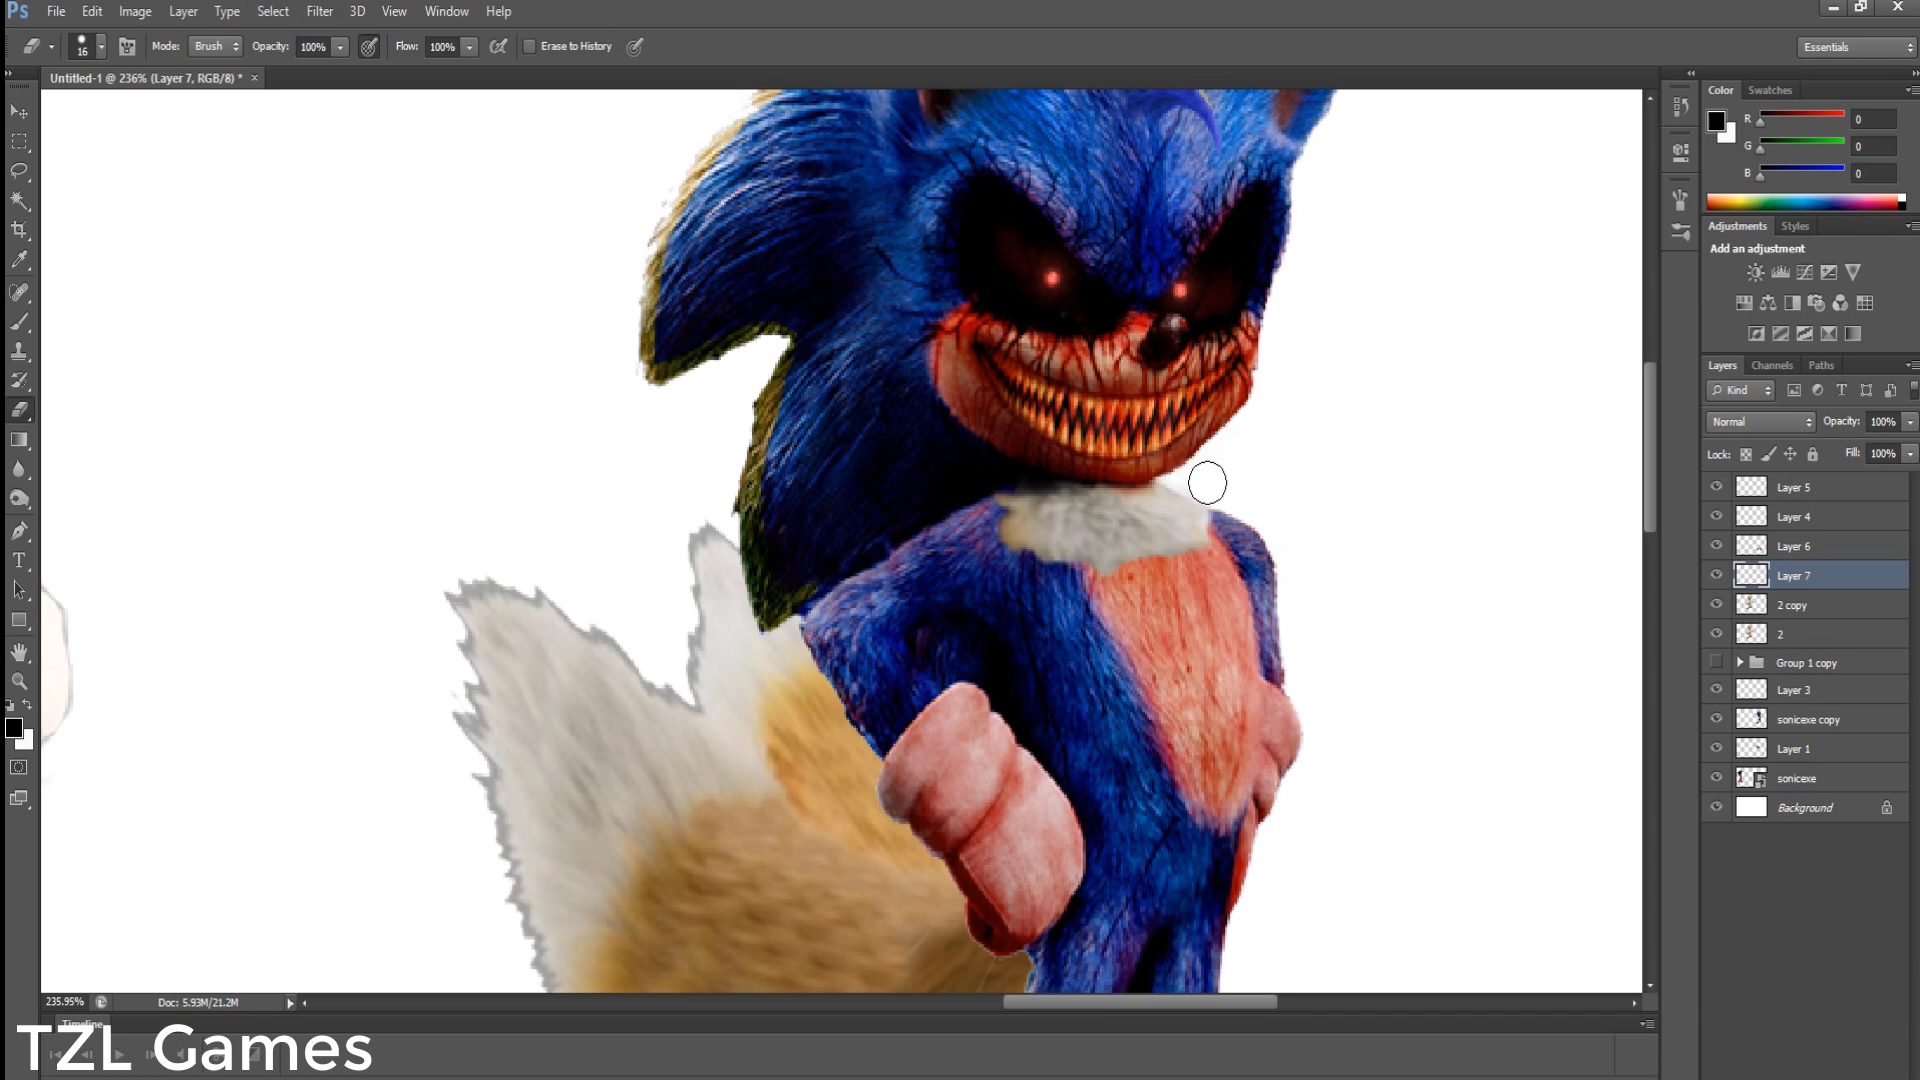 Ps File Edit Image Layer Type Select Filter 3D View Window Help
16 Mode: Brush Opacity: 100% Flow: 100% Erase to History Essentials
Untitled-1 @ 236% (Layer 7, RGB/8) * ×
Color Swatches
R 0
G 0
B 0
Adjustments Styles
Add an adjustment
Layers Channels Paths
Kind
Normal Opacity: 100%
Lock: Fill: 100%
Layer 5
Layer 4
Layer 6
Layer 7
2 copy
2
Group 1 copy
Layer 3
sonicexe copy
Layer 1
sonicexe
Background
235.95% Doc: 5.93M/21.2M
Timeline
TZL Games